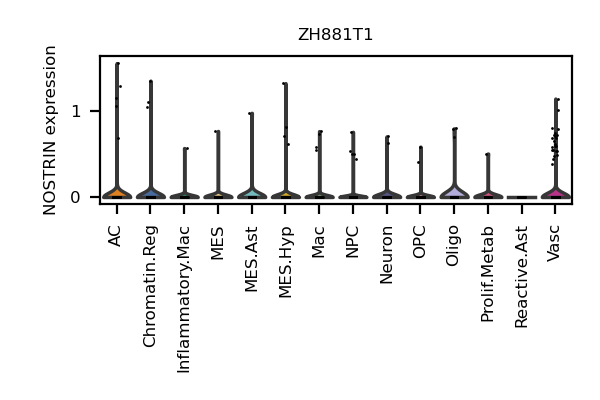 ZH881T1
NOSTRIN expression
1
0
AC
Chromatin.Reg
Inflammatory.Mac
MES
MES.Ast
MES.Hyp
Mac
NPC
Neuron
OPC
Oligo
Prolif.Metab
Reactive.Ast
Vasc